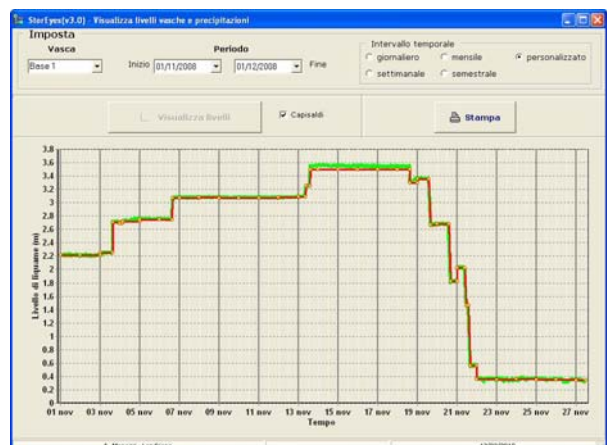 SterEyes(v3.0) - Visualizza livelli vasche e precipitazioni
Imposta
Vasca
Periodo
Base 1
Inizio 01/11/2008 01/12/2008 Fine
Intervallo temporale
giornaliero mensile personalizzato
settimanale semestrale
Visualizza livelli
Capisaldi
Stampa
Livello di liquame (m)
3.8
3.6
3.4
3.2
3
2.8
2.6
2.4
2.2
2
1.8
1.6
1.4
1.2
1
0.8
0.6
0.4
0.2
0
01 nov 03 nov 05 nov 07 nov 09 nov 11 nov 13 nov 15 nov 17 nov 19 nov 21 nov 23 nov 25 nov 27 nov
Tempo